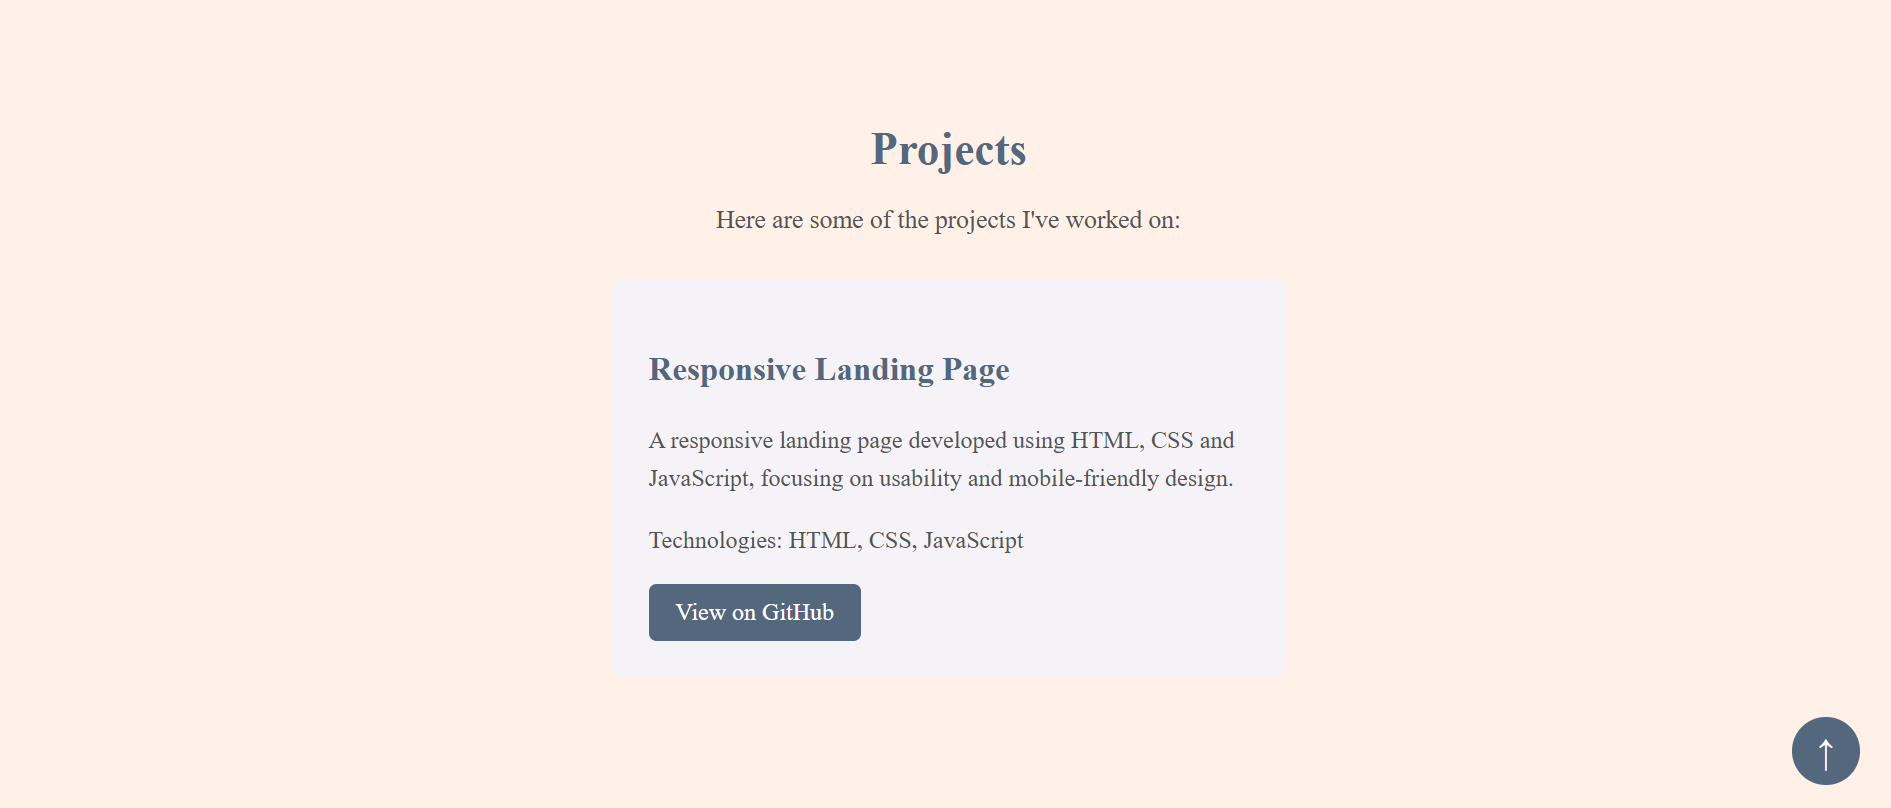 Projects
Here are some of the projects I've worked on:
Responsive Landing Page
A responsive landing page developed using HTML, CSS and
JavaScript, focusing on usability and mobile-friendly design.
Technologies: HTML, CSS, JavaScript
View on GitHub
↑